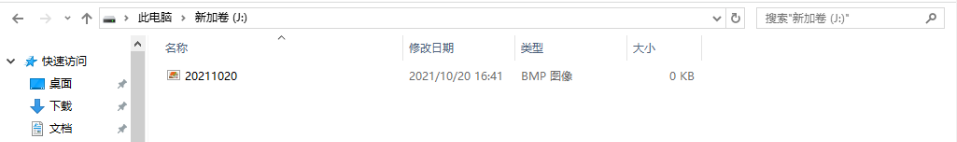 此电脑 > 新加卷 (J:)
搜索"新加卷 (J:)"
名称 修改日期 类型 大小
快速访问
20211020 2021/10/20 16:41 BMP 图像 0 KB
桌面
下载
文档